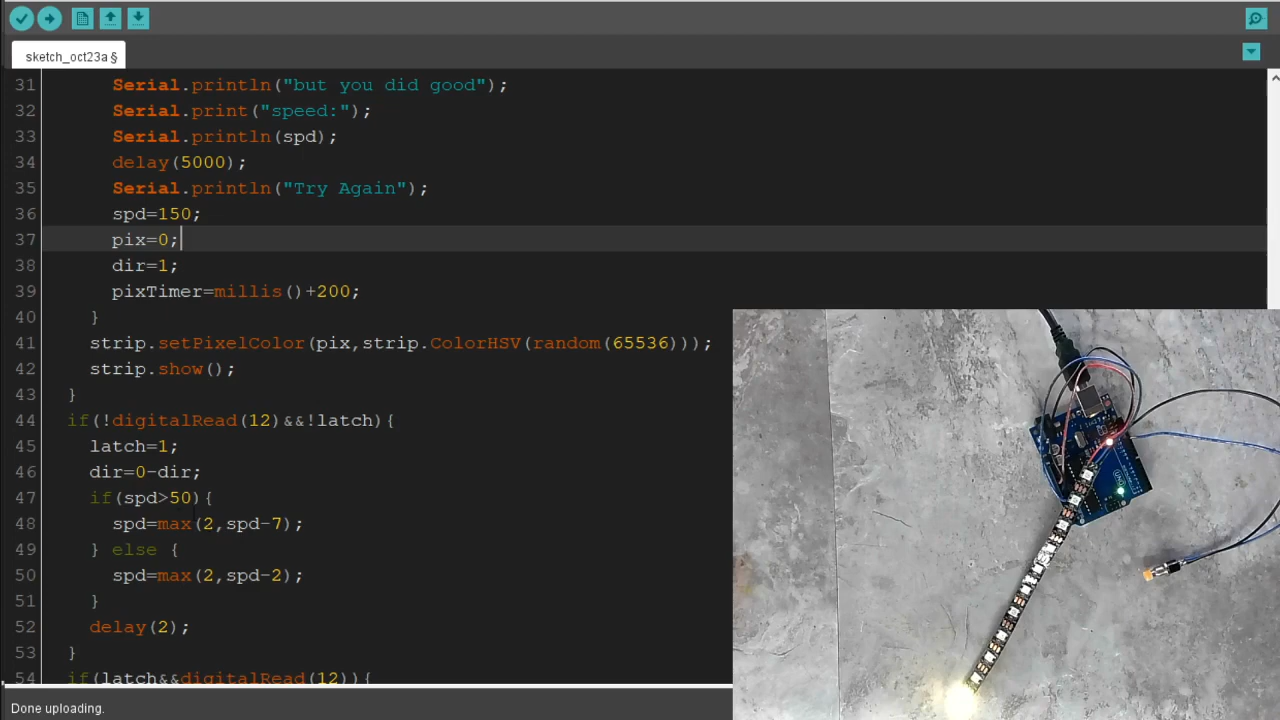 sketch_oct23a §
31 Serial.println("but you did good");
32 Serial.print("speed:");
33 Serial.println(spd);
34 delay(5000);
35 Serial.println("Try Again");
36 spd=150;
37 pix=0;
38 dir=1;
39 pixTimer=millis()+200;
40 }
41 strip.setPixelColor(pix,strip.ColorHSV(random(65536)));
42 strip.show();
43 }
44 if(!digitalRead(12)&&!latch){
45 latch=1;
46 dir=0-dir;
47 if(spd>50){
48 spd=max(2,spd-7);
49 } else {
50 spd=max(2,spd-2);
51 }
52 delay(2);
53 }
54 if(latch&&digitalRead(12)){
Done uploading.